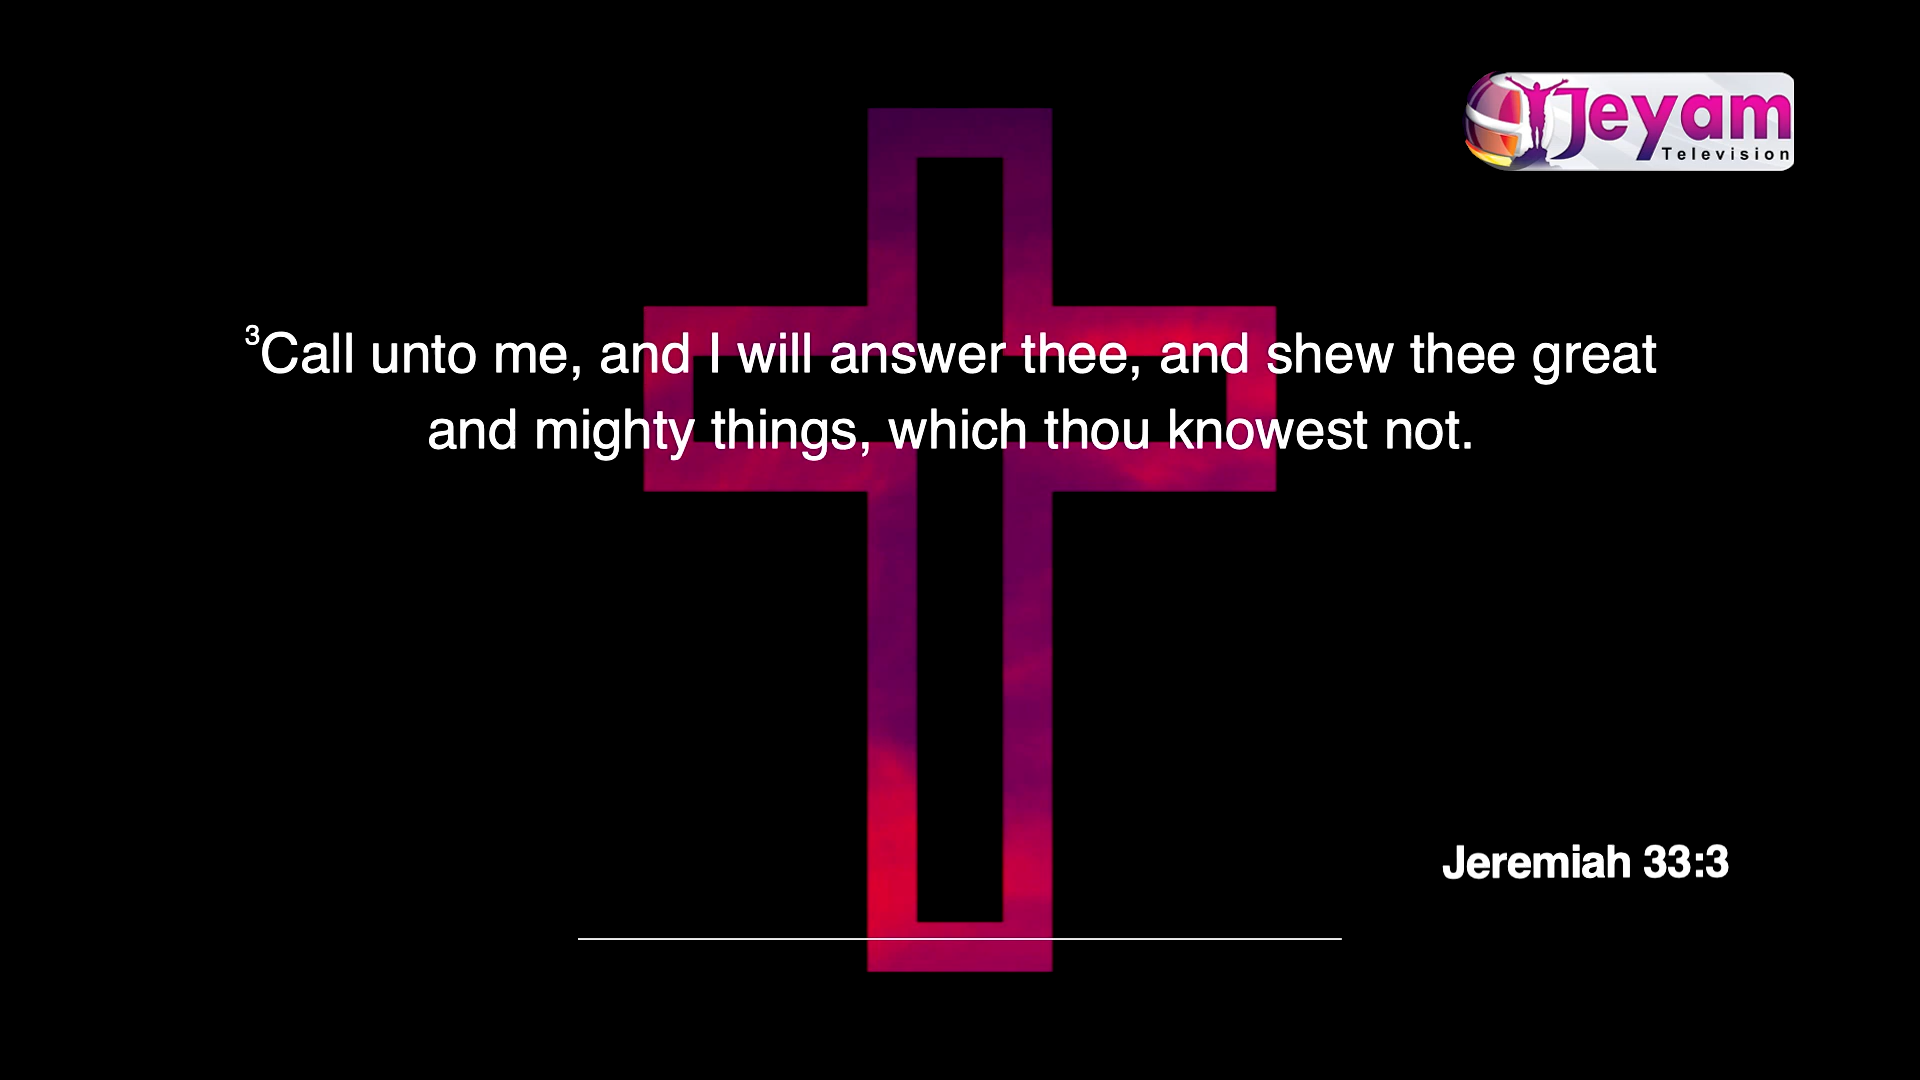 Jeyam
Television
³Call unto me, and I will answer thee, and shew thee great
and mighty things, which thou knowest not.
Jeremiah 33:3